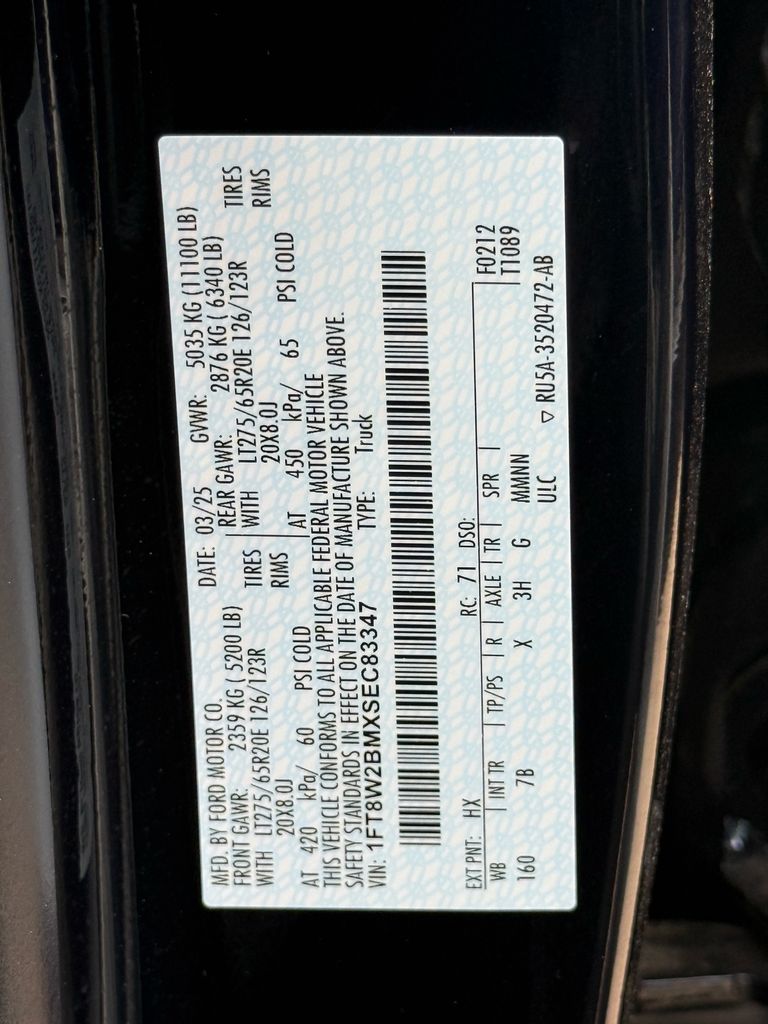 MFD. BY FORD MOTOR CO.
DATE: 03/25 GVWR: 5035 KG (11100 LB)
FRONT GAWR: 2359 KG ( 5200 LB)
REAR GAWR: 2876 KG ( 6340 LB)
WITH LT275/65R20E 126/123R TIRES
WITH LT275/65R20E 126/123R TIRES
20X8.0J RIMS
20X8.0J RIMS
AT 420 kPa/ 60 PSI COLD
AT 450 kPa/ 65 PSI COLD
THIS VEHICLE CONFORMS TO ALL APPLICABLE FEDERAL MOTOR VEHICLE
SAFETY STANDARDS IN EFFECT ON THE DATE OF MANUFACTURE SHOWN ABOVE.
VIN: 1FT8W2BMXSEC83347 TYPE: Truck
EXT PNT: HX RC: 71 DSO: F0212
WB INT TR TP/PS R AXLE TR SPR T1089
160 7B X 3H G MMMNN
ULC ▽ RU5A-3520472-AB